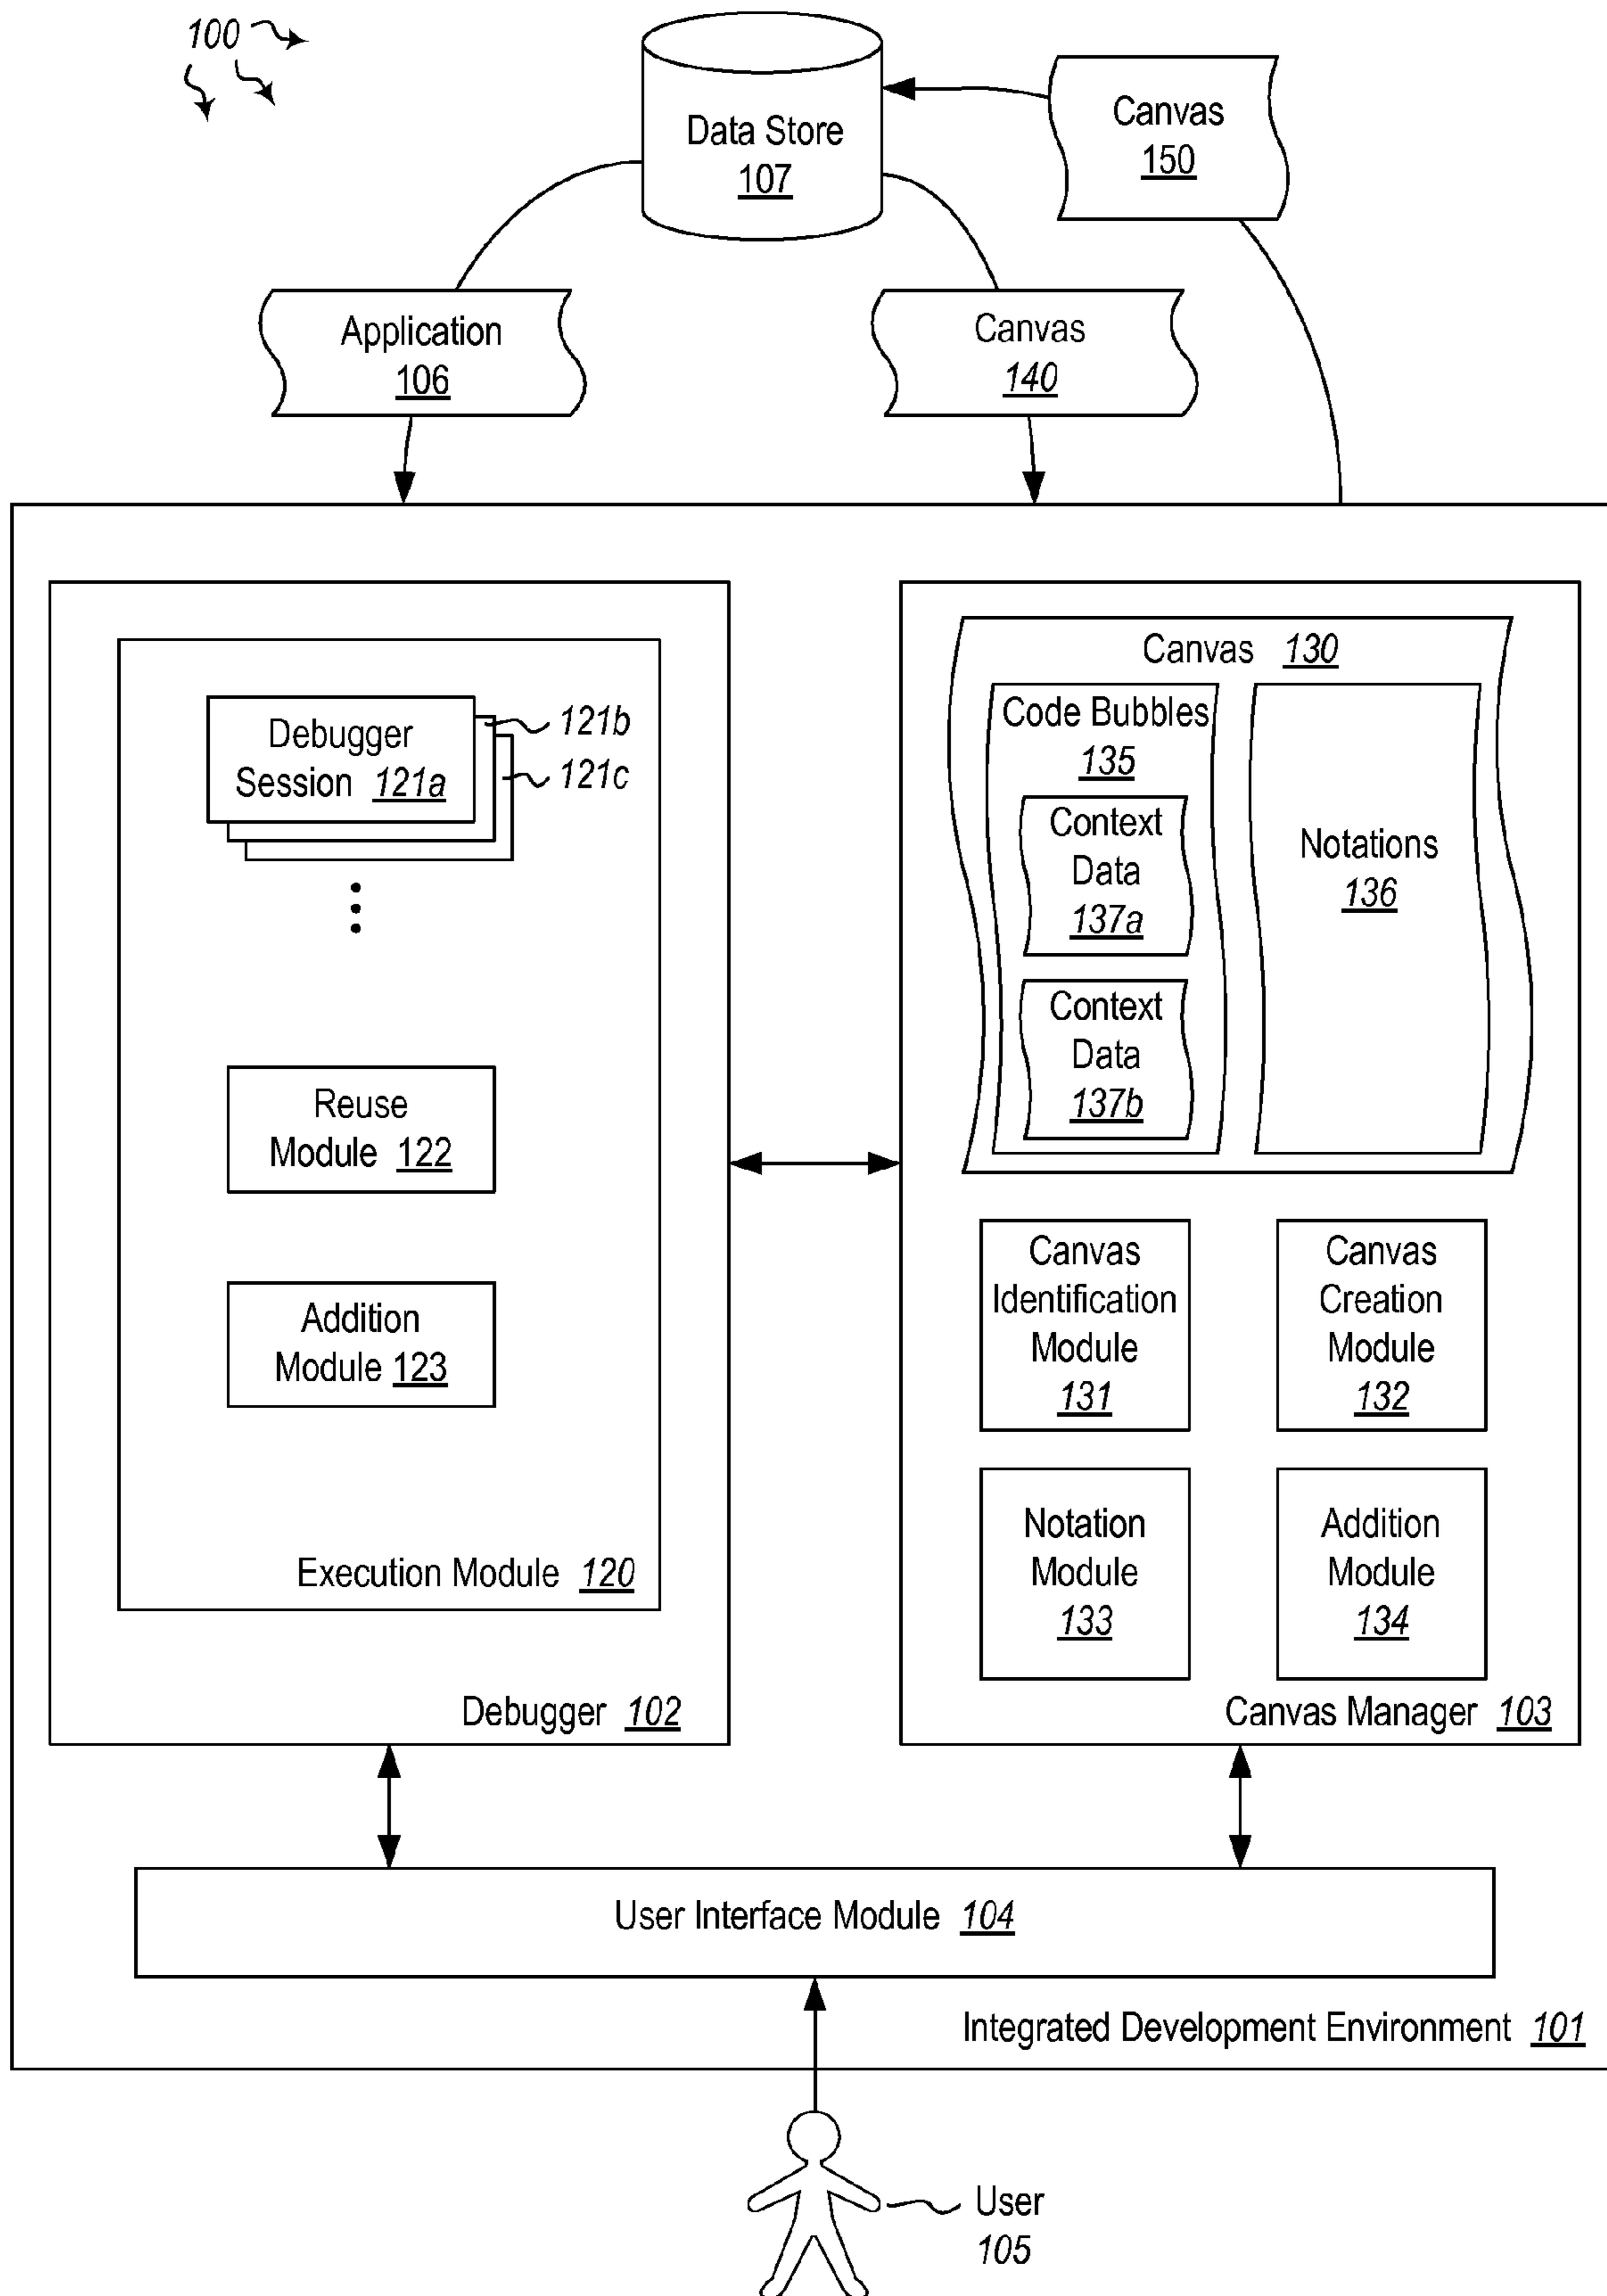 100
Data Store
107
Canvas
150
Application
106
Canvas
140
Debugger
Session 121a
121b
121c
Reuse
Module 122
Addition
Module 123
Execution Module 120
Debugger 102
Canvas 130
Code Bubbles
135
Context
Data
137a
Context
Data
137b
Notations
136
Canvas
Identification
Module
131
Canvas
Creation
Module
132
Notation
Module
133
Addition
Module
134
Canvas Manager 103
User Interface Module 104
Integrated Development Environment 101
User
105